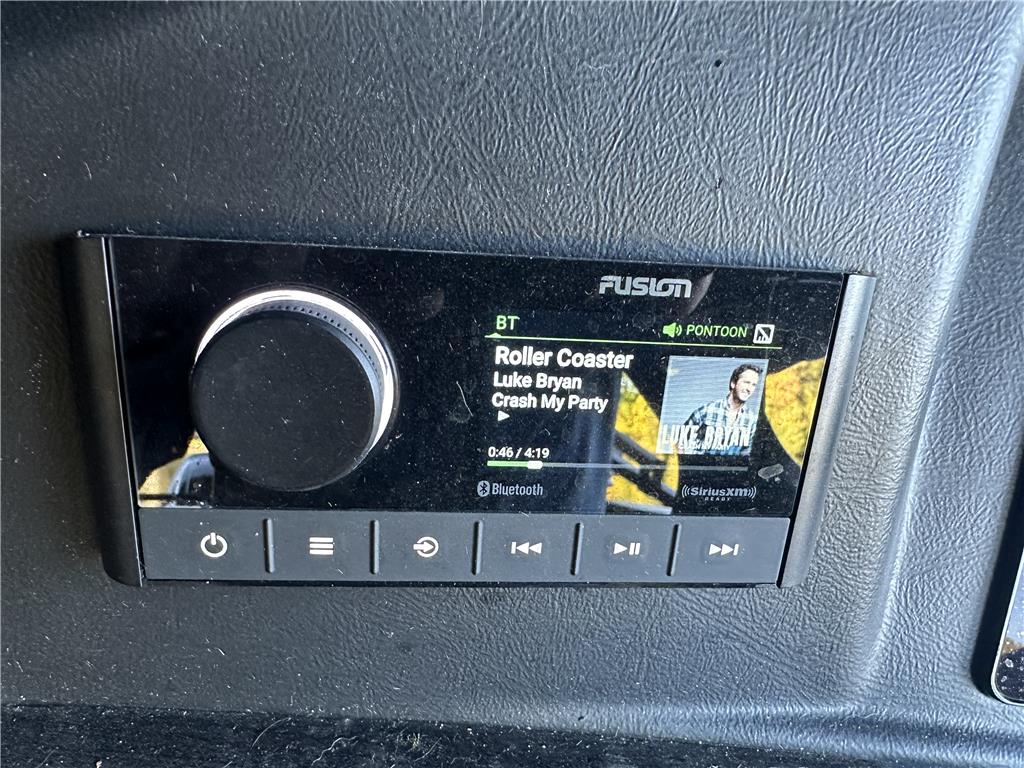 FUSION
BT
PONTOON
Roller Coaster
Luke Bryan
Crash My Party
LUKE BRYAN
0:46 / 4:19
Bluetooth
((SiriusXM))
READY